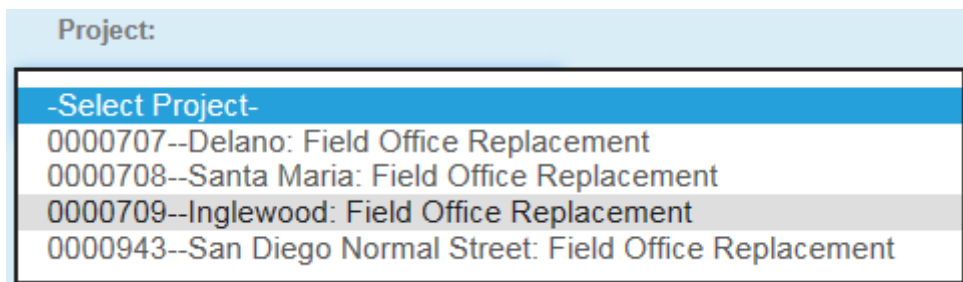 Project:
-Select Project-
0000707--Delano: Field Office Replacement
0000708--Santa Maria: Field Office Replacement
0000709--Inglewood: Field Office Replacement
0000943--San Diego Normal Street: Field Office Replacement